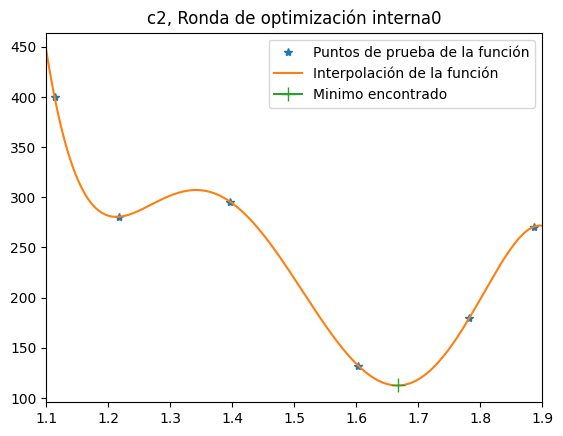 c2, Ronda de optimización interna0
Puntos de prueba de la función
Interpolación de la función
Minimo encontrado
450
400
350
300
250
200
150
100
1.1 1.2 1.3 1.4 1.5 1.6 1.7 1.8 1.9